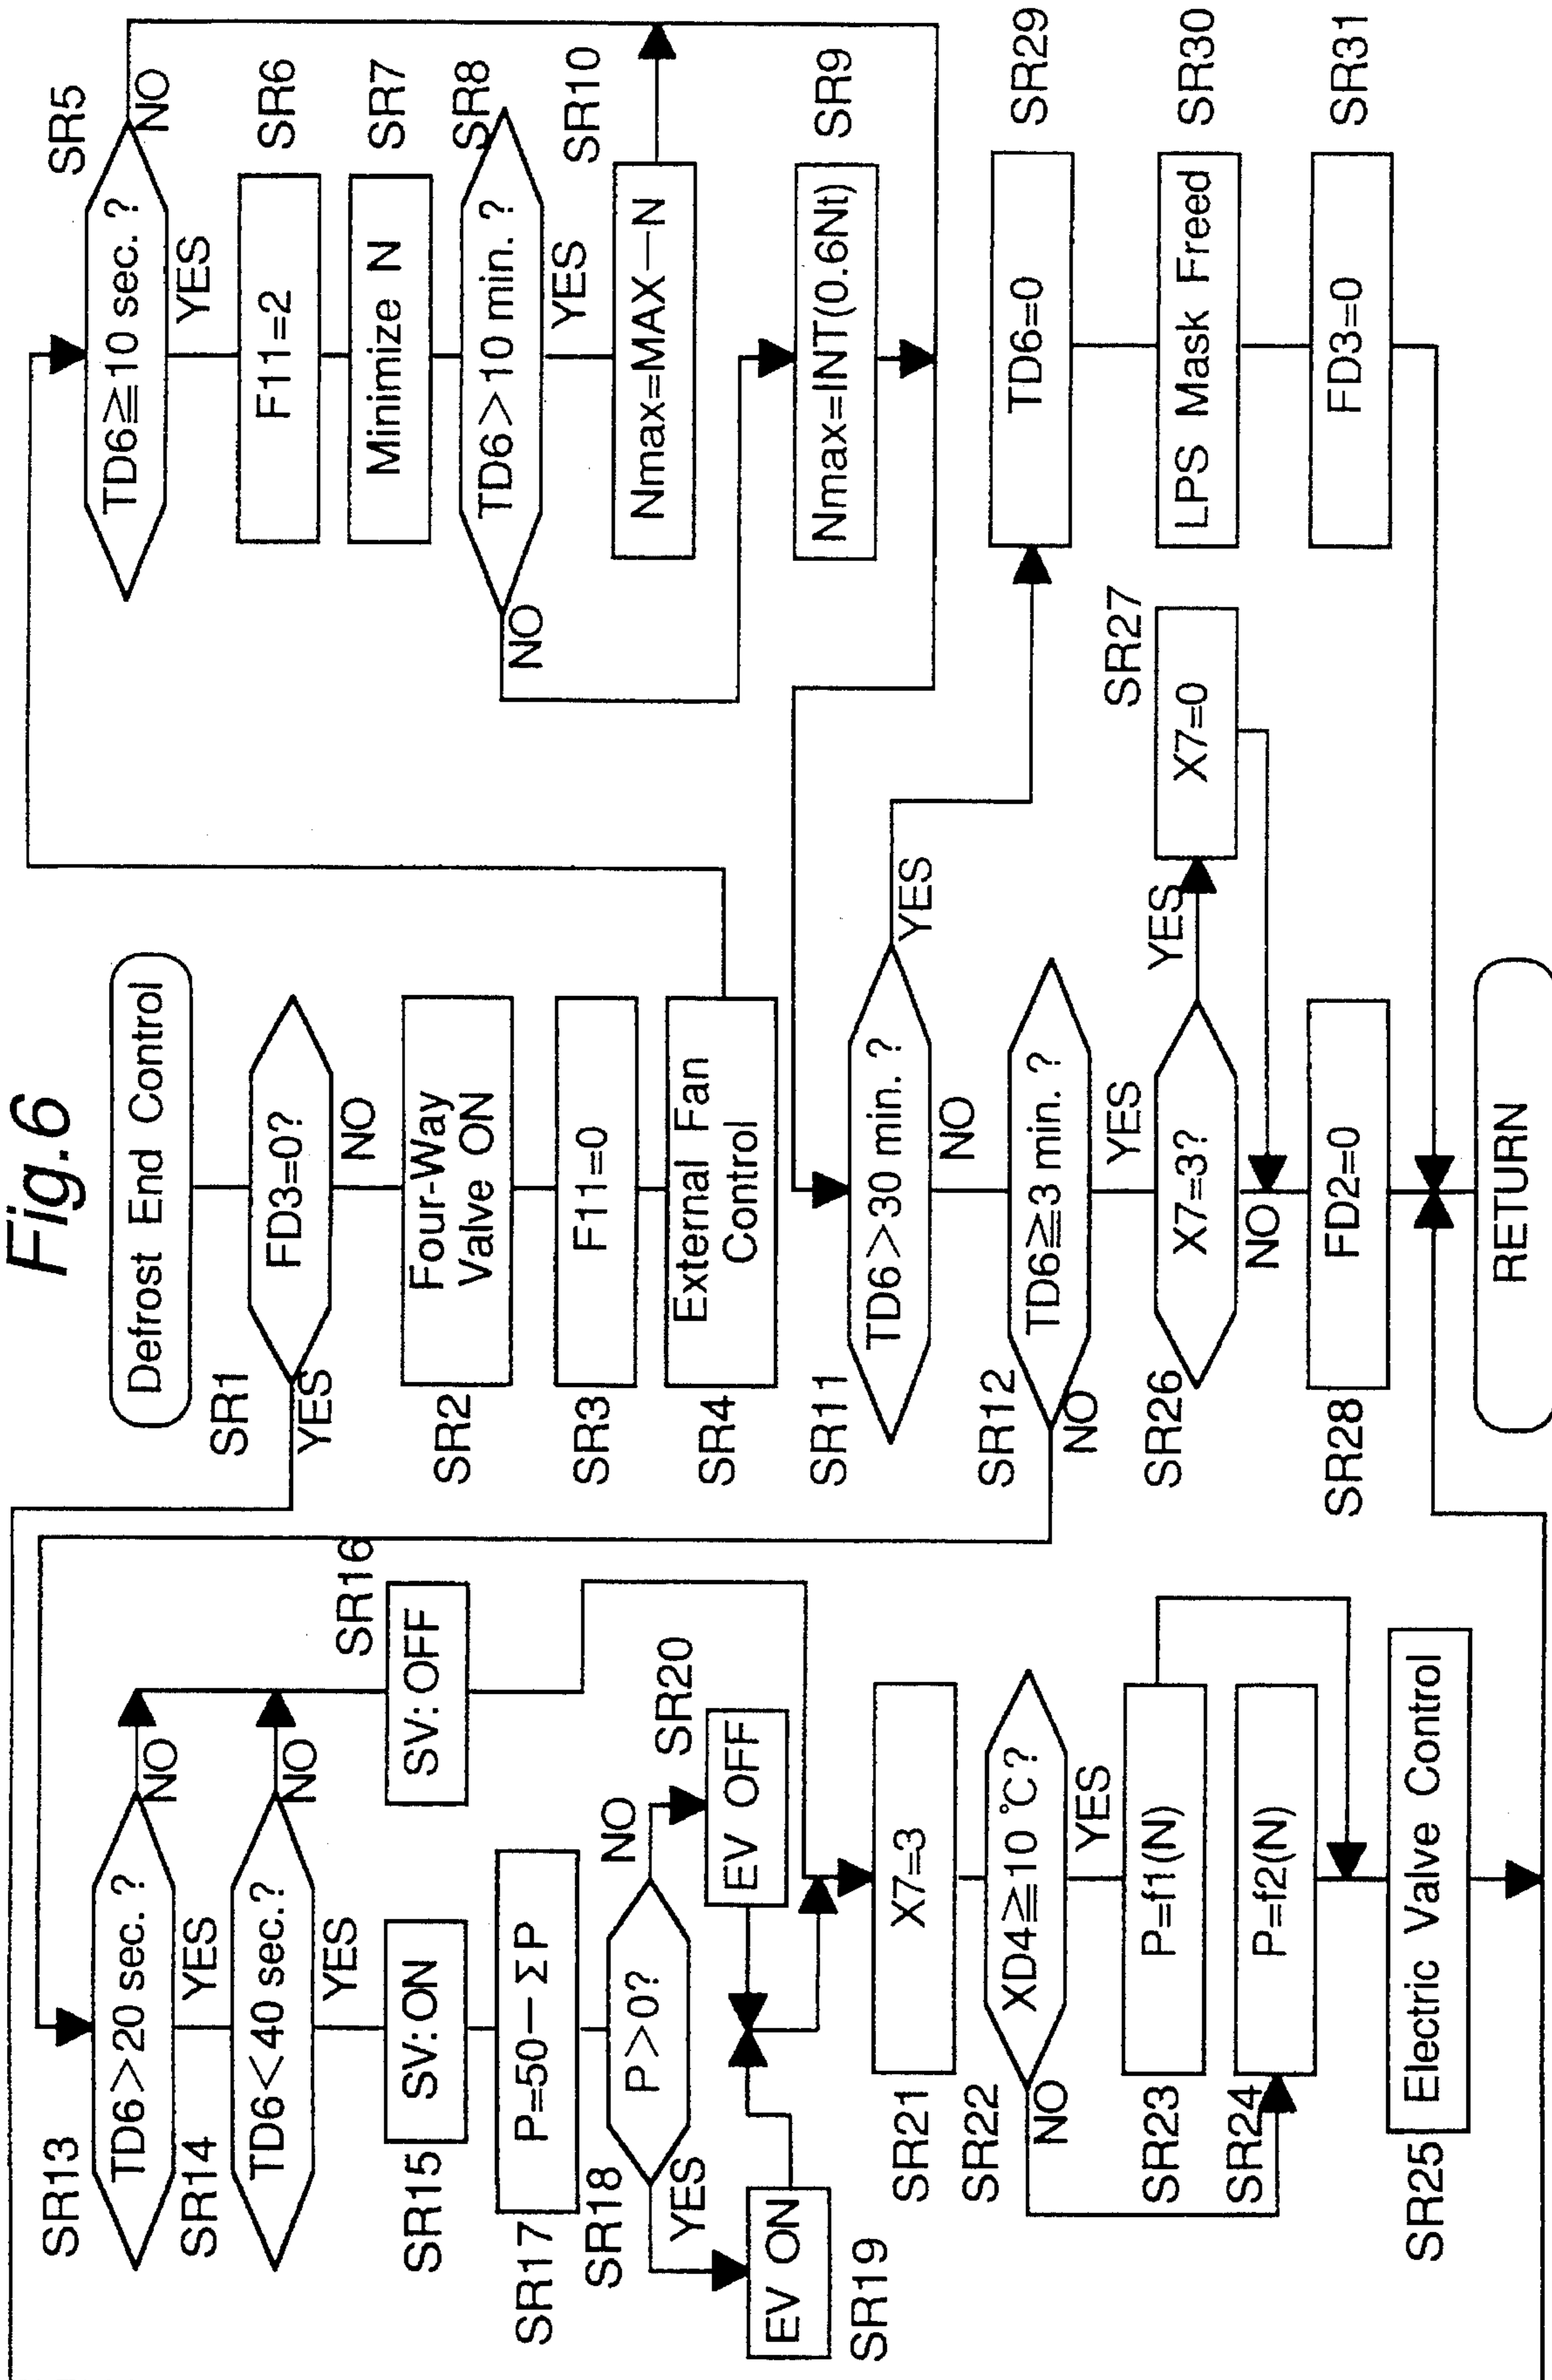 Fig.6
Defrost End Control
SR1
FD3=0?
YES
NO
SR2
Four-Way
Valve ON
SR3
F11=0
SR4
External Fan
Control
SR5
TD6≧10 sec. ?
NO
YES
SR6
F11=2
SR7
Minimize N
SR8
TD6>10 min. ?
NO
YES
SR10
Nmax=MAX−N
SR9
Nmax=INT(0.6Nt)
SR11
TD6>30 min. ?
YES
NO
SR12
TD6≧3 min. ?
NO
YES
SR13
TD6>20 sec. ?
NO
YES
SR14
TD6<40 sec.?
NO
YES
SR15
SV:ON
SR16
SV:OFF
SR17
P=50−ΣP
SR18
P>0?
YES
NO
SR19
EV ON
SR20
EV OFF
SR21
X7=3
SR22
XD4≧10 °C?
NO
YES
SR23
P=f1(N)
SR24
P=f2(N)
SR25
Electric Valve Control
SR26
X7=3?
YES
NO
SR27
X7=0
SR28
FD2=0
SR29
TD6=0
SR30
LPS Mask Freed
SR31
FD3=0
RETURN